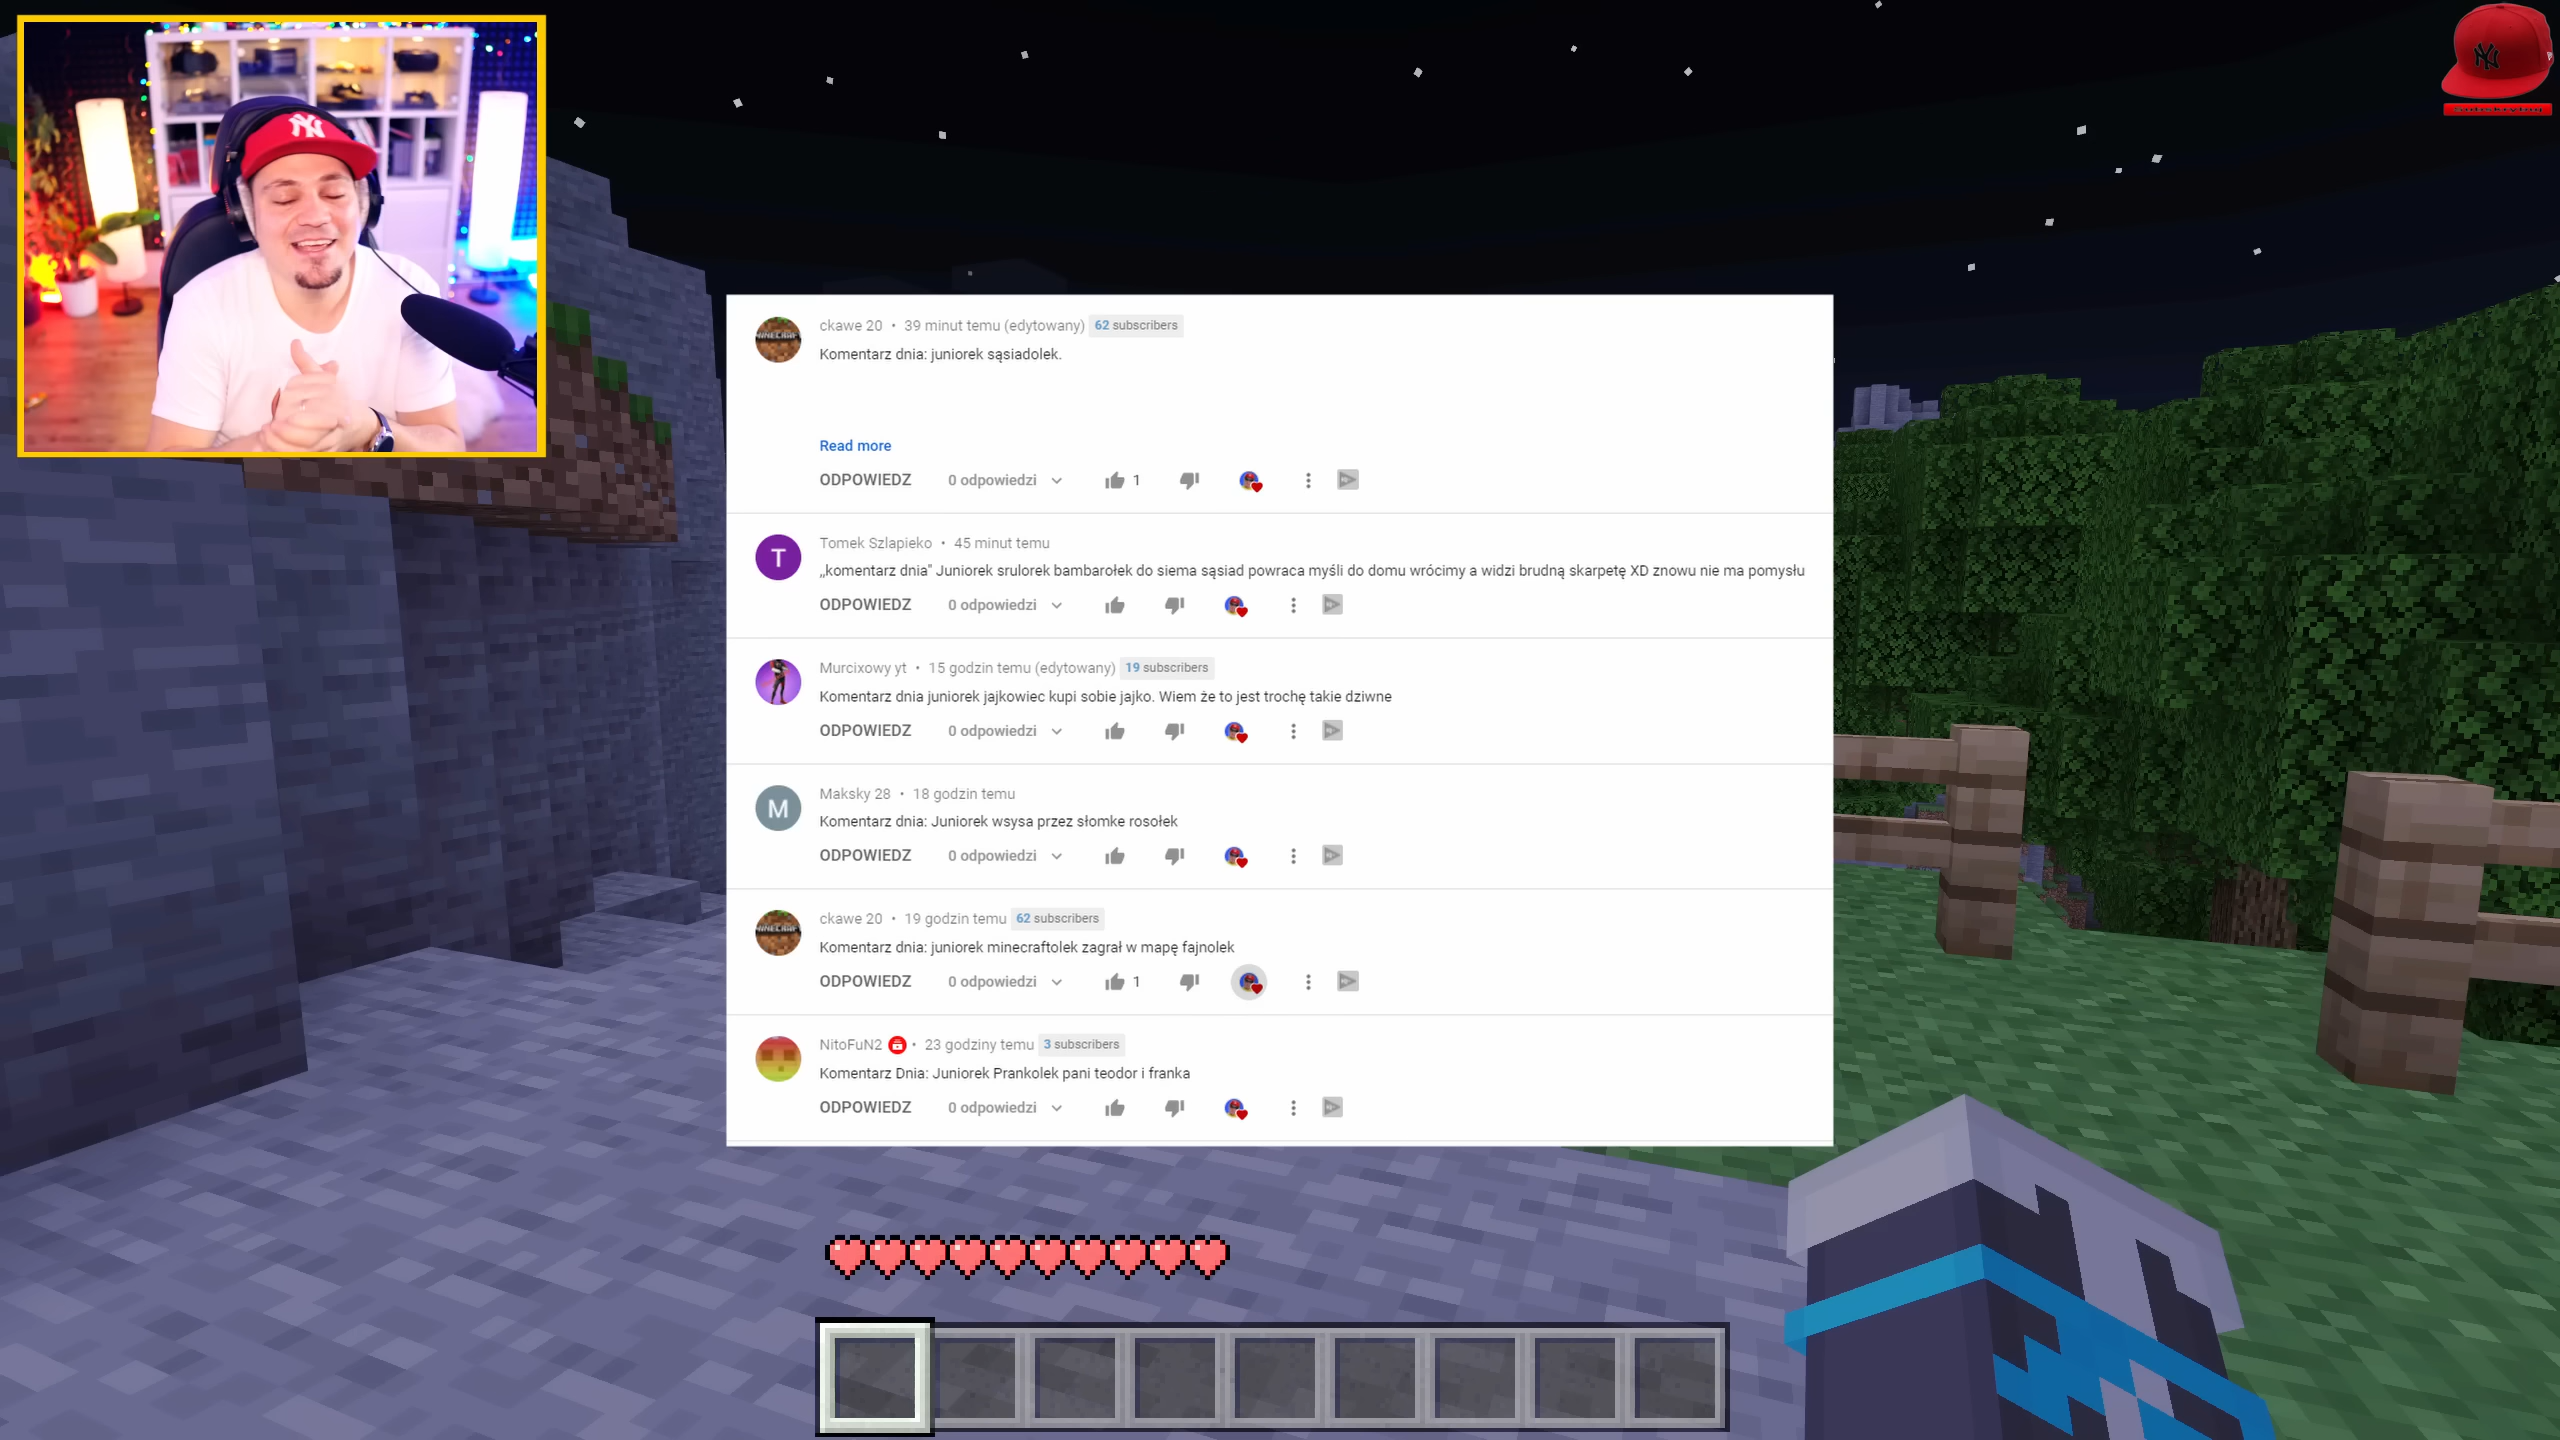 NY
NY
ckawe 20 • 39 minut temu (edytowany) 62 subscribers
Komentarz dnia: juniorek sąsiadolek.
Read more
ODPOWIEDZ 0 odpowiedzi 1
T
Tomek Szlapieko • 45 minut temu
„komentarz dnia" Juniorek srulorek bambarołek do siema sąsiad powraca myśli do domu wrócimy a widzi brudną skarpetę XD znowu nie ma pomysłu
ODPOWIEDZ 0 odpowiedzi
Murcixowy yt • 15 godzin temu (edytowany) 19 subscribers
Komentarz dnia juniorek jajkowiec kupi sobie jajko. Wiem że to jest trochę takie dziwne
ODPOWIEDZ 0 odpowiedzi
M
Maksky 28 • 18 godzin temu
Komentarz dnia: Juniorek wsysa przez słomke rosołek
ODPOWIEDZ 0 odpowiedzi
ckawe 20 • 19 godzin temu 62 subscribers
Komentarz dnia: juniorek minecraftolek zagrał w mapę fajnolek
ODPOWIEDZ 0 odpowiedzi 1
NitoFuN2 • 23 godziny temu 3 subscribers
Komentarz Dnia: Juniorek Prankolek pani teodor i franka
ODPOWIEDZ 0 odpowiedzi